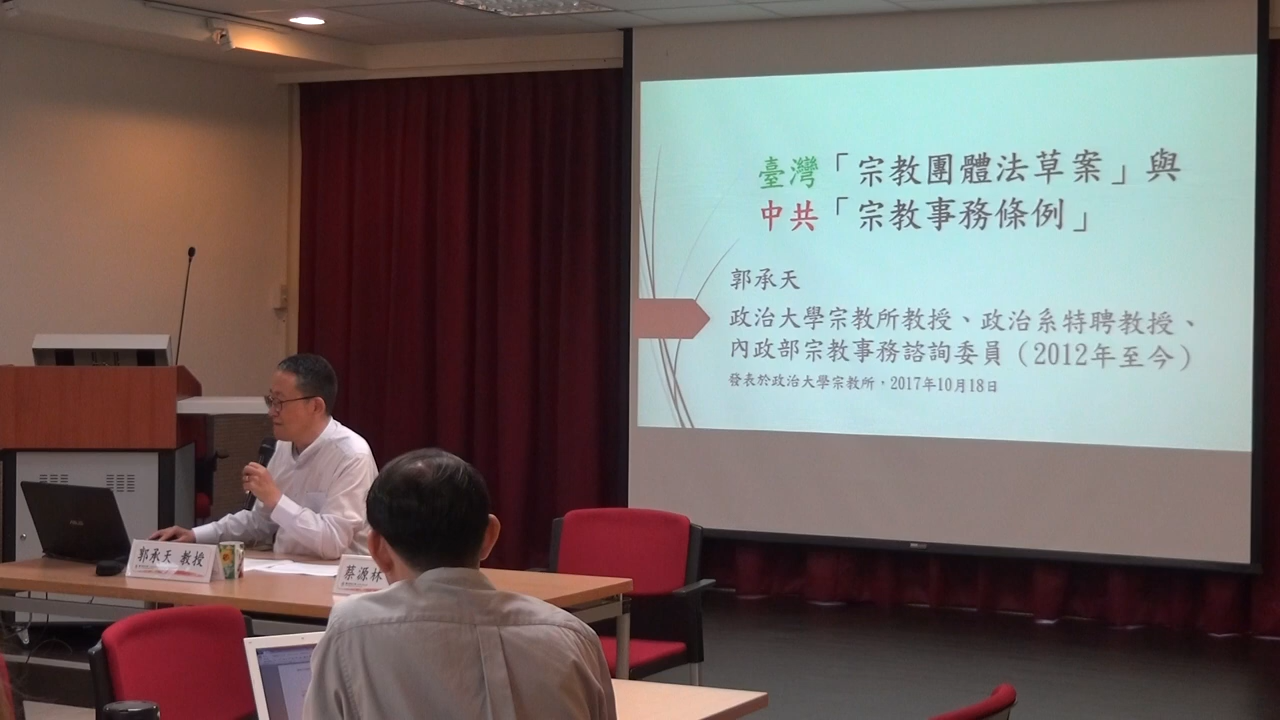 臺灣「宗教團體法草案」與
中共「宗教事務條例」
郭承天
政治大學宗教所教授、政治系特聘教授、
內政部宗教事務諮詢委員（2012年至今）
發表於政治大學宗教所，2017年10月18日
郭承天 教授
蔡源林